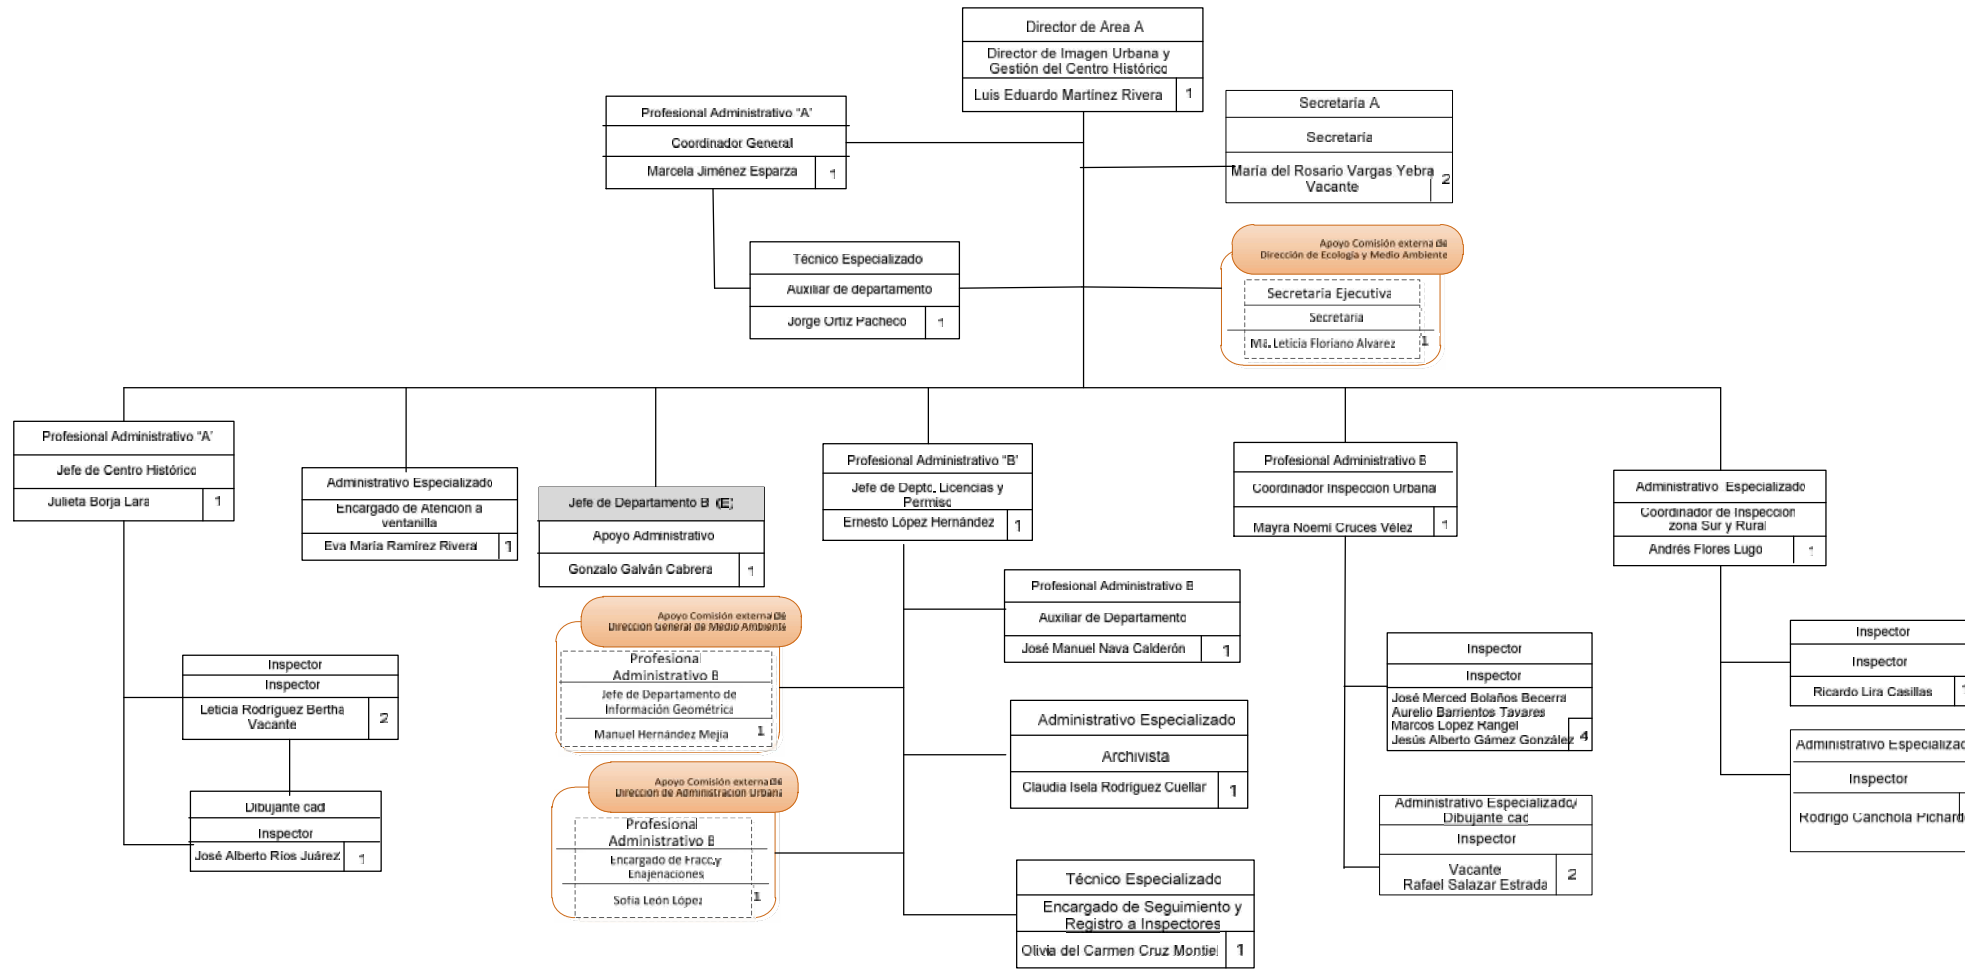 Director de Area A
Director de Imagen Urbana y
Gestión del Centro Histórico
Luis Eduardo Martínez Rivera 1
Profesional Administrativo "A"
Coordinador General
Marcela Jiménez Esparza 1
Secretaría A
Secretaría
María del Rosario Vargas Yebra
Vacante 2
Técnico Especializado
Auxiliar de departamento
Jorge Ortiz Pacheco 1
Apoyo Comisión externa de
Dirección de Ecología y Medio Ambiente
Secretaria Ejecutiva
Secretaria
Ma. Leticia Floriano Alvarez 1
Profesional Administrativo "A"
Jefe de Centro Histórico
Julieta Borja Lara 1
Administrativo Especializado
Encargado de Atención a
ventanilla
Eva María Ramírez Rivera 1
Jefe de Departamento B (E)
Apoyo Administrativo
Gonzalo Galván Cabrera 1
Profesional Administrativo "B"
Jefe de Depto. Licencias y
Permiso
Ernesto López Hernández 1
Profesional Administrativo B
Coordinador Inspección Urbana
Mayra Noemi Cruces Vélez 1
Administrativo Especializado
Coordinador de Inspección
zona Sur y Rural
Andrés Flores Lugo 1
Inspector
Inspector
Leticia Rodríguez Bertha
Vacante 2
Dibujante cad
Inspector
José Alberto Ríos Juárez 1
Apoyo Comisión externa de
Dirección General de Medio Ambiente
Profesional
Administrativo B
Jefe de Departamento de
Información Geométrica
Manuel Hernández Mejía 1
Apoyo Comisión externa de
Dirección de Administración Urbana
Profesional
Administrativo B
Encargado de Fracc.y
Enajenaciones
Sofía León López 1
Profesional Administrativo B
Auxiliar de Departamento
José Manuel Nava Calderón 1
Administrativo Especializado
Archivista
Claudia Isela Rodríguez Cuellar 1
Técnico Especializado
Encargado de Seguimiento y
Registro a Inspectores
Olivia del Carmen Cruz Montiel 1
Inspector
Inspector
José Merced Bolaños Becerra
Aurelio Barrientos Tavares
Marcos López Rangel
Jesús Alberto Gámez González 4
Administrativo Especializado/
Dibujante cad
Inspector
Vacante
Rafael Salazar Estrada 2
Inspector
Inspector
Ricardo Lira Casillas 1
Administrativo Especializad
Inspector
Rodrigo Canchola Pichard